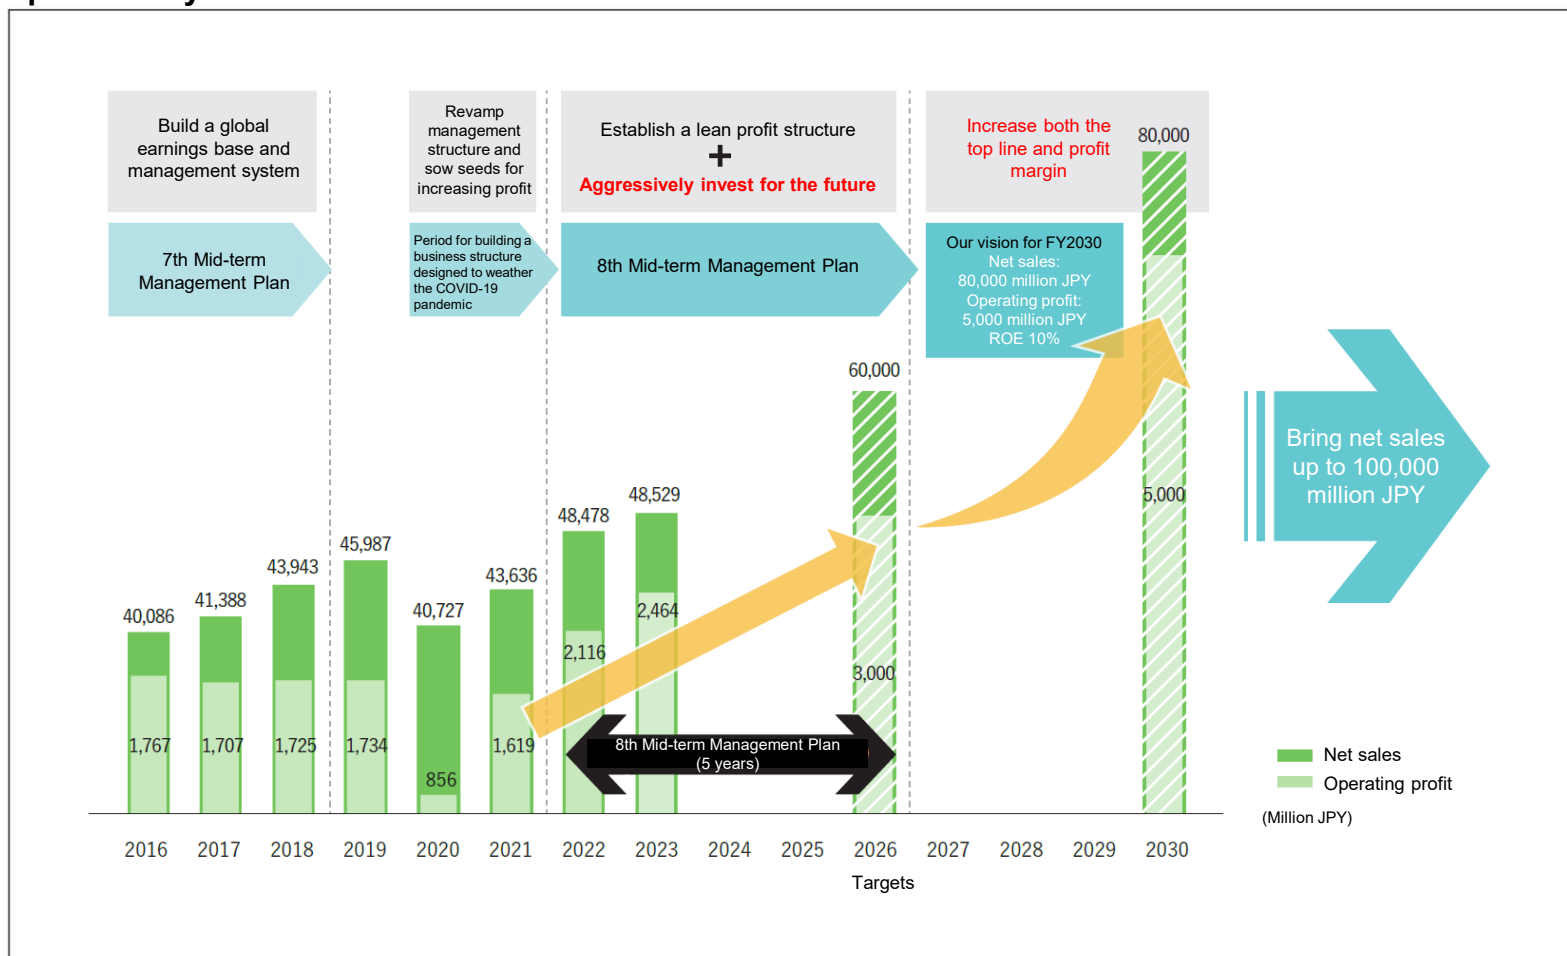 Build a global
earnings base and
management system
Revamp
management
structure and
sow seeds for
increasing profit
Establish a lean profit structure
+
Aggressively invest for the future
Increase both the
top line and profit
margin
7th Mid-term
Management Plan
Period for building a
business structure
designed to weather
the COVID-19
pandemic
8th Mid-term Management Plan
Our vision for FY2030
Net sales:
80,000 million JPY
Operating profit:
5,000 million JPY
ROE 10%
80,000
60,000
48,529
48,478
45,987
43,943
43,636
41,388
40,727
40,086
5,000
2,464
2,116
3,000
1,767
1,707
1,725
1,734
856
1,619
8th Mid-term Management Plan
(5 years)
Bring net sales
up to 100,000
million JPY
Net sales
Operating profit
(Million JPY)
2016 2017 2018 2019 2020 2021 2022 2023 2024 2025 2026 2027 2028 2029 2030
Targets